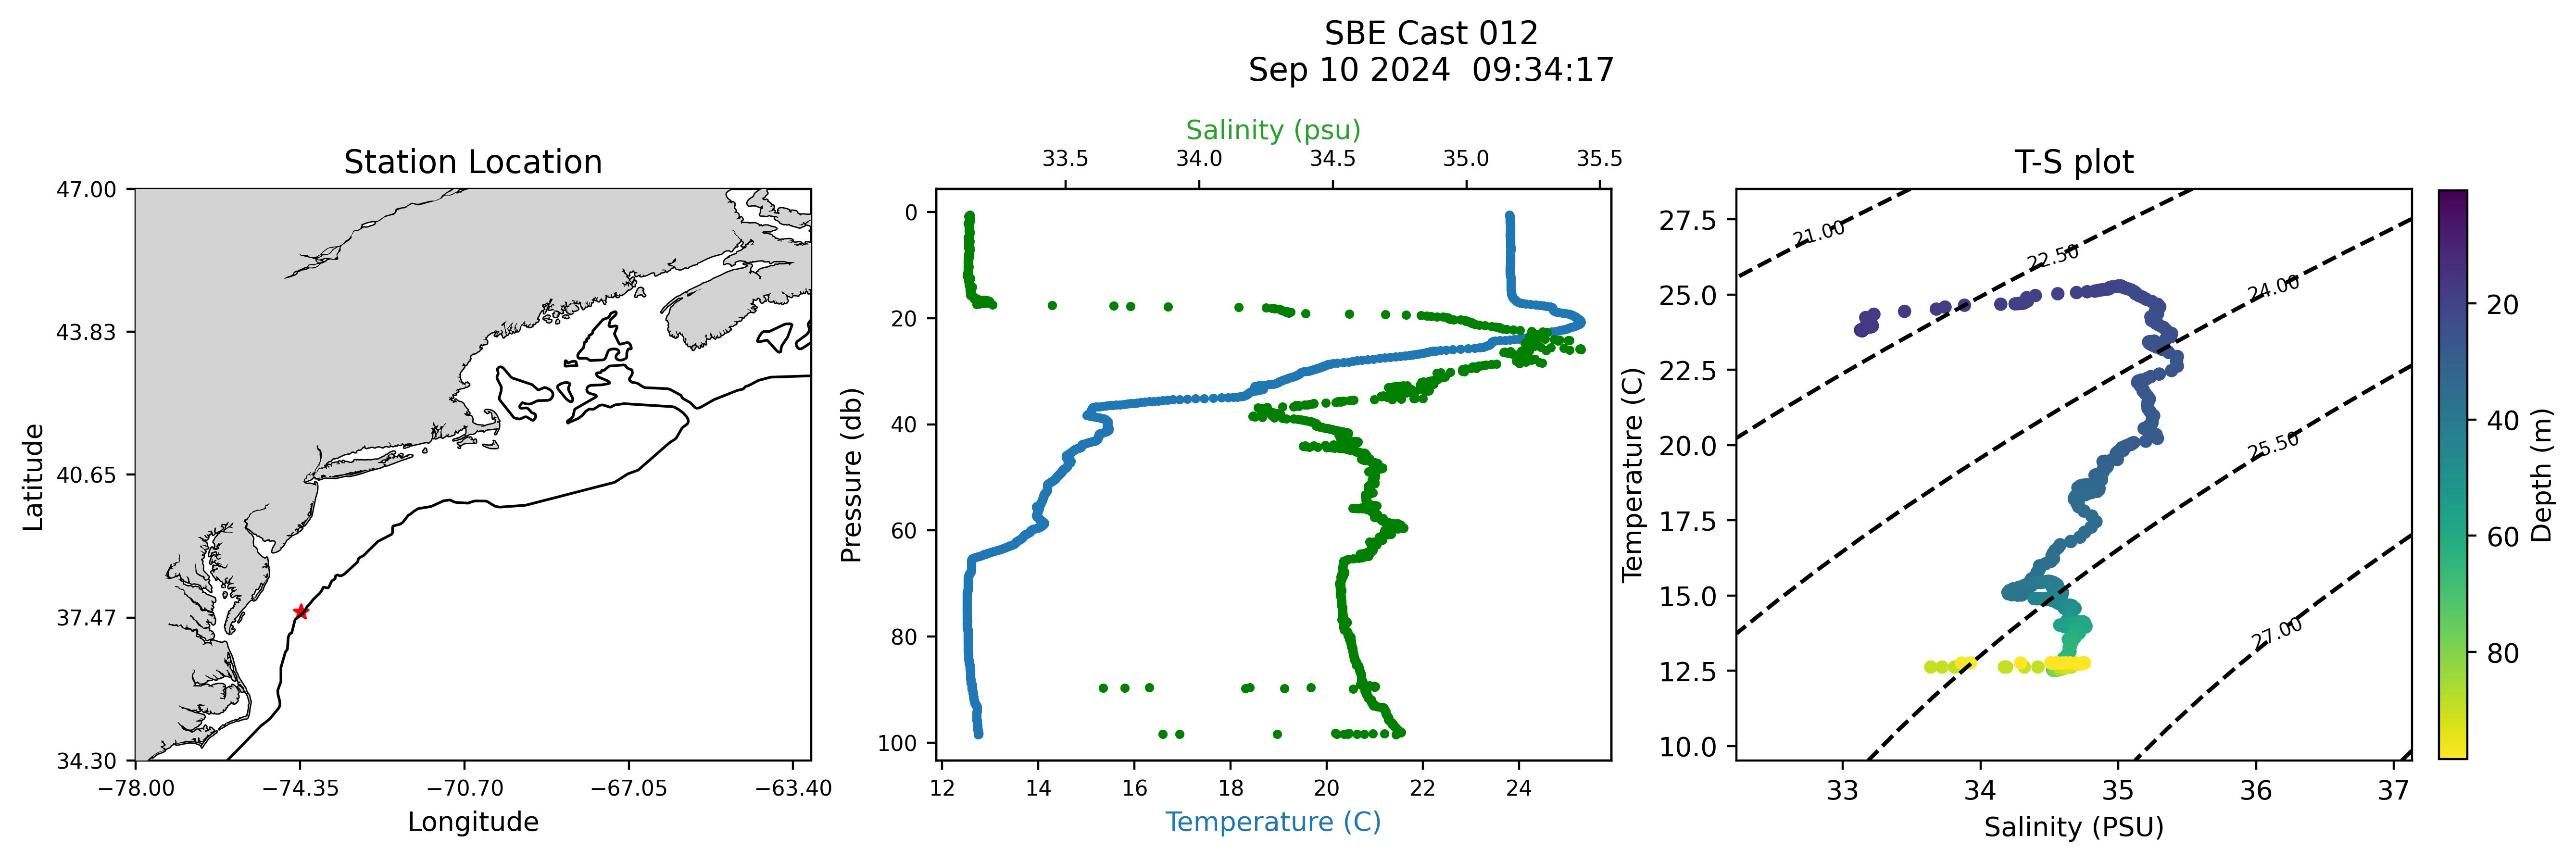 SBE Cast 012
Sep 10 2024  09:34:17
Station Location
47.00
43.83
40.65
37.47
34.30
Latitude
−78.00 −74.35 −70.70 −67.05 −63.40
Longitude
Salinity (psu)
33.5 34.0 34.5 35.0 35.5
0
20
40
60
80
100
Pressure (db)
12 14 16 18 20 22 24
Temperature (C)
T-S plot
27.5
25.0
22.5
20.0
17.5
15.0
12.5
10.0
Temperature (C)
21.00
22.50
24.00
25.50
27.00
33 34 35 36 37
Salinity (PSU)
20
40
60
80
Depth (m)